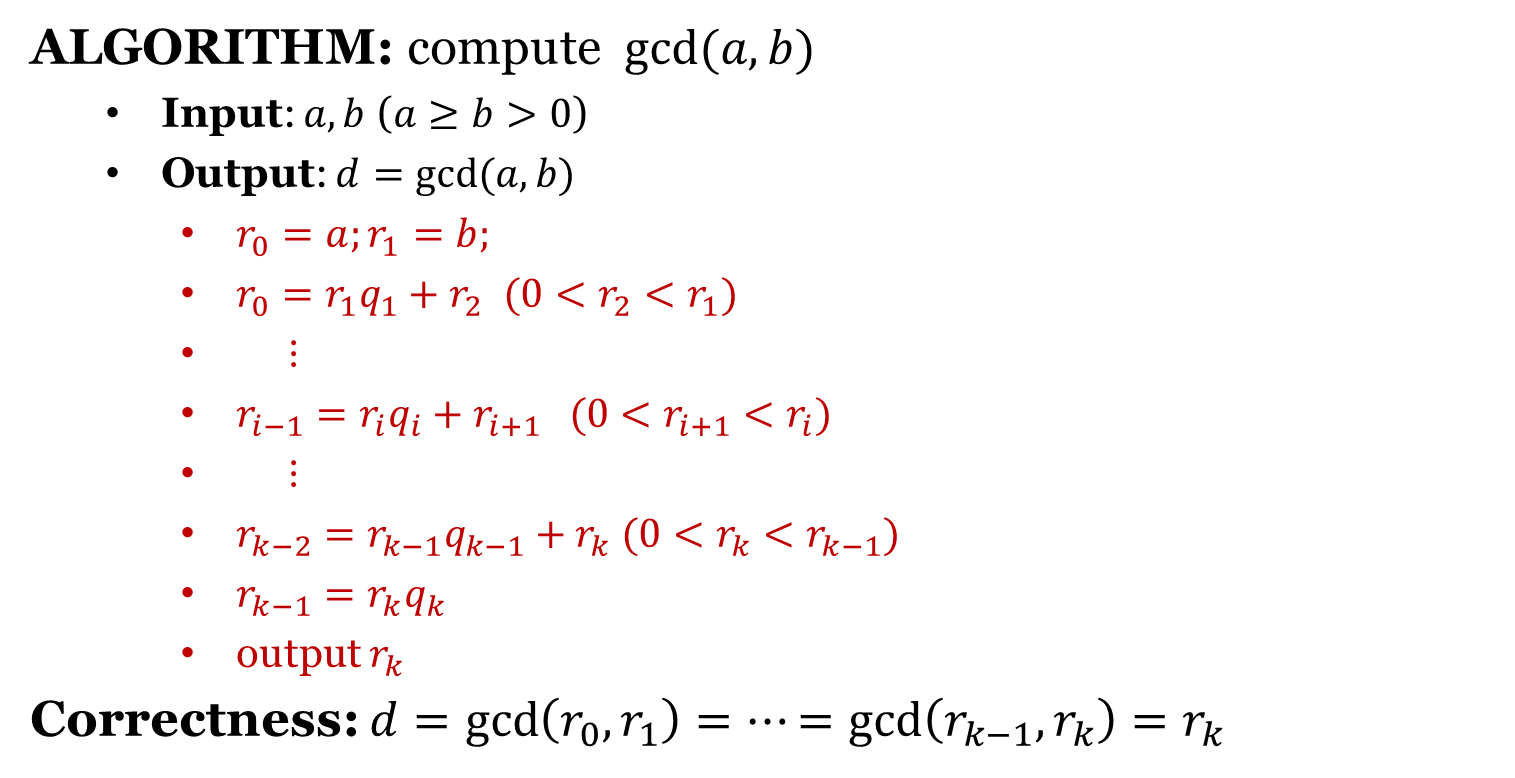 ALGORITHM: compute gcd(a, b)
• Input: a, b (a ≥ b > 0)
• Output: d = gcd(a, b)
• r₀ = a; r₁ = b;
• r₀ = r₁q₁ + r₂ (0 < r₂ < r₁)
• ⋮
• rᵢ₋₁ = rᵢqᵢ + rᵢ₊₁ (0 < rᵢ₊₁ < rᵢ)
• ⋮
• rₖ₋₂ = rₖ₋₁qₖ₋₁ + rₖ (0 < rₖ < rₖ₋₁)
• rₖ₋₁ = rₖqₖ
• output rₖ
Correctness: d = gcd(r₀, r₁) = ⋯ = gcd(rₖ₋₁, rₖ) = rₖ